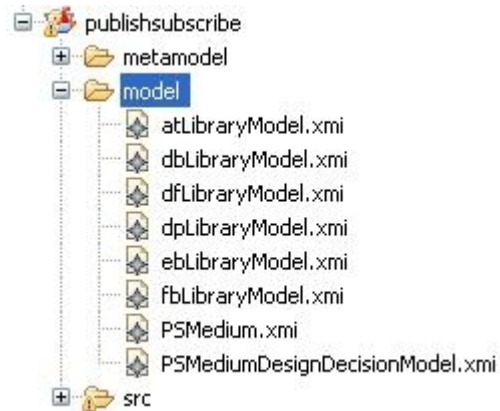 publishsubscribe
metamodel
model
atLibraryModel.xmi
dbLibraryModel.xmi
dfLibraryModel.xmi
dpLibraryModel.xmi
ebLibraryModel.xmi
fbLibraryModel.xmi
PSMedium.xmi
PSMediumDesignDecisionModel.xmi
src